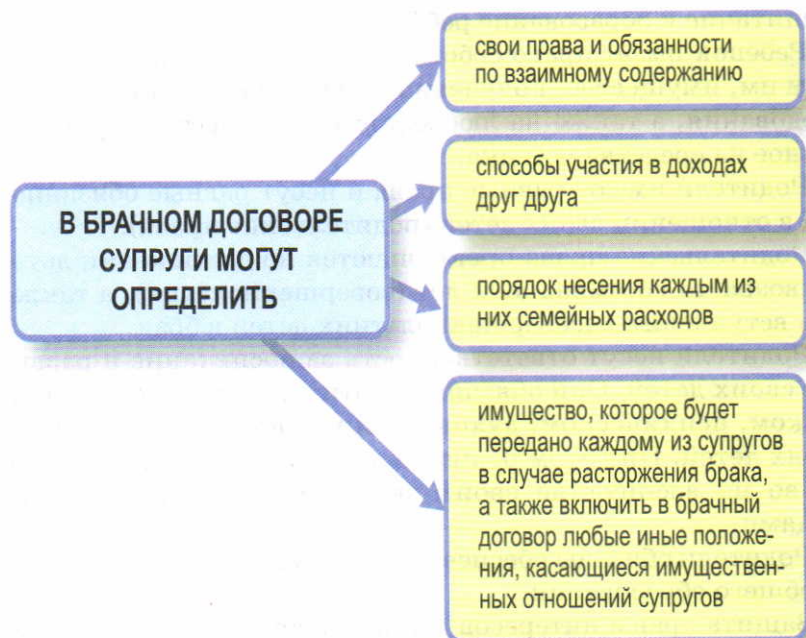 В БРАЧНОМ ДОГОВОРЕ
СУПРУГИ МОГУТ
ОПРЕДЕЛИТЬ
свои права и обязанности
по взаимному содержанию
способы участия в доходах
друг друга
порядок несения каждым из
них семейных расходов
имущество, которое будет
передано каждому из супругов
в случае расторжения брака,
а также включить в брачный
договор любые иные положе-
ния, касающиеся имуществен-
ных отношений супругов